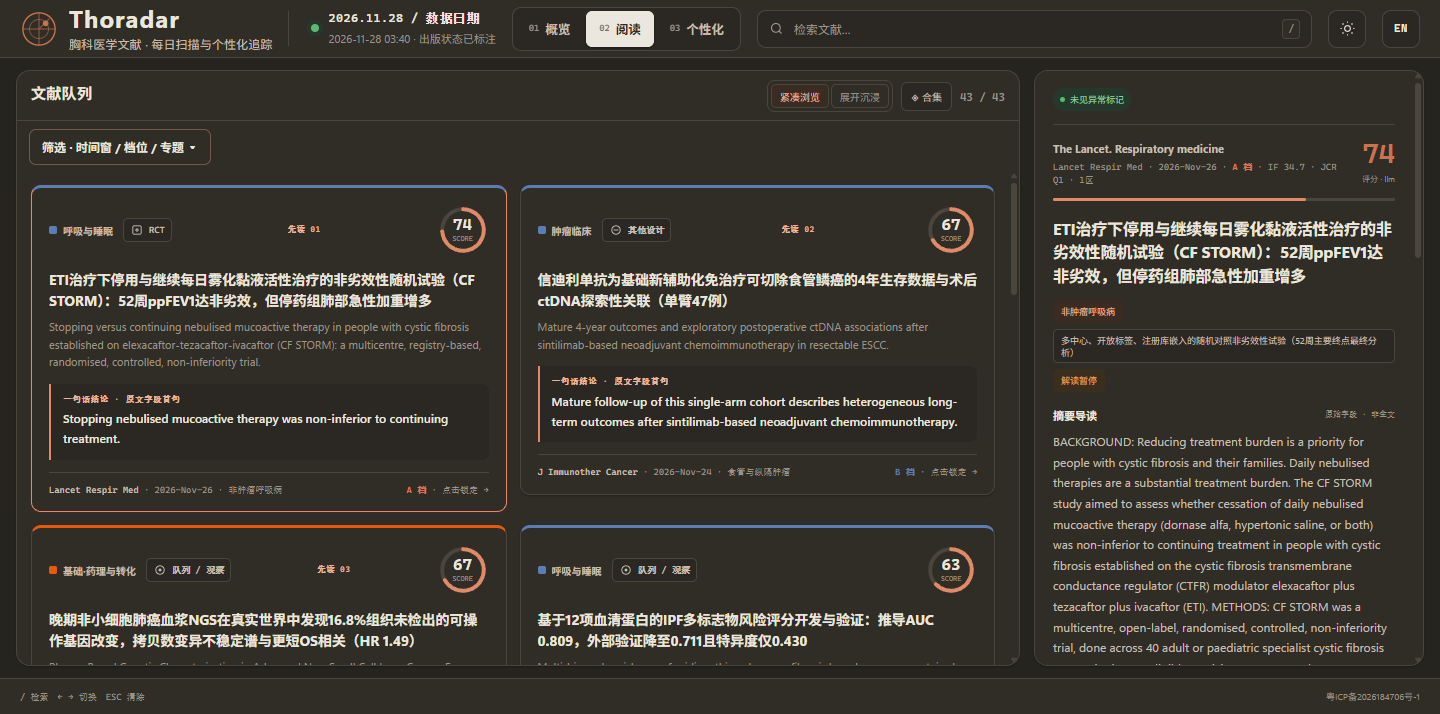 Thoradar
胸科医学文献 · 每日扫描与个性化追踪
2026.11.28 / 数据日期
2026-11-28 03:40 · 出版状态已标注
01 概览
02 阅读
03 个性化
检索文献...
/
EN
文献队列
紧凑浏览
展开沉浸
◈ 合集
43 / 43
筛选 · 时间窗 / 档位 / 专题
呼吸与睡眠
RCT
先读 01
74
SCORE
ETI治疗下停用与继续每日雾化黏液活性治疗的非劣效性随机试验（CF
STORM）：52周ppFEV1达非劣效，但停药组肺部急性加重增多
Stopping versus continuing nebulised mucoactive therapy in people with cystic fibrosis
established on elexacaftor-tezacaftor-ivacaftor (CF STORM): a multicentre, registry-based,
randomised, controlled, non-inferiority trial.
一句话结论 · 原文字段首句
Stopping nebulised mucoactive therapy was non-inferior to continuing
treatment.
Lancet Respir Med · 2026-Nov-26 · 非肿瘤呼吸病
A 档 · 点击锁定 →
肿瘤临床
其他设计
先读 02
67
SCORE
信迪利单抗为基础新辅助化免治疗可切除食管鳞癌的4年生存数据与术后
ctDNA探索性关联（单臂47例）
Mature 4-year outcomes and exploratory postoperative ctDNA associations after
sintilimab-based neoadjuvant chemoimmunotherapy in resectable ESCC.
一句话结论 · 原文字段首句
Mature follow-up of this single-arm cohort describes heterogeneous long-
term outcomes after sintilimab-based neoadjuvant chemoimmunotherapy.
J Immunother Cancer · 2026-Nov-24 · 食管与纵隔肿瘤
B 档 · 点击锁定 →
基础·药理与转化
队列 / 观察
先读 03
67
SCORE
晚期非小细胞肺癌血浆NGS在真实世界中发现16.8%组织未检出的可操
作基因改变，拷贝数变异不稳定谱与更短OS相关（HR 1.49）
呼吸与睡眠
队列 / 观察
63
SCORE
基于12项血清蛋白的IPF多标志物风险评分开发与验证：推导AUC
0.809，外部验证降至0.711且特异度仅0.430
未见异常标记
The Lancet. Respiratory medicine
Lancet Respir Med · 2026-Nov-26 · A 档 · IF 34.7 · JCR
Q1 · 1区
74
评分 · llm
ETI治疗下停用与继续每日雾化黏液活性治疗的非
劣效性随机试验（CF STORM）：52周ppFEV1达
非劣效，但停药组肺部急性加重增多
非肿瘤呼吸病
多中心、开放标签、注册库嵌入的随机对照非劣效性试验（52周主要终点最终分
析）
解读暂停
摘要导读
原始字段 · 非全文
BACKGROUND: Reducing treatment burden is a priority for
people with cystic fibrosis and their families. Daily nebulised
therapies are a substantial treatment burden. The CF STORM
study aimed to assess whether cessation of daily nebulised
mucoactive therapy (dornase alfa, hypertonic saline, or both)
was non-inferior to continuing treatment in people with cystic
fibrosis established on the cystic fibrosis transmembrane
conductance regulator (CFTR) modulator elexacaftor plus
tezacaftor plus ivacaftor (ETI). METHODS: CF STORM was a
multicentre, open-label, randomised, controlled, non-inferiority
trial, done across 40 adult or paediatric specialist cystic fibrosis
/ 检索 ← → 切换 ESC 清除
粤ICP备2026184706号-1